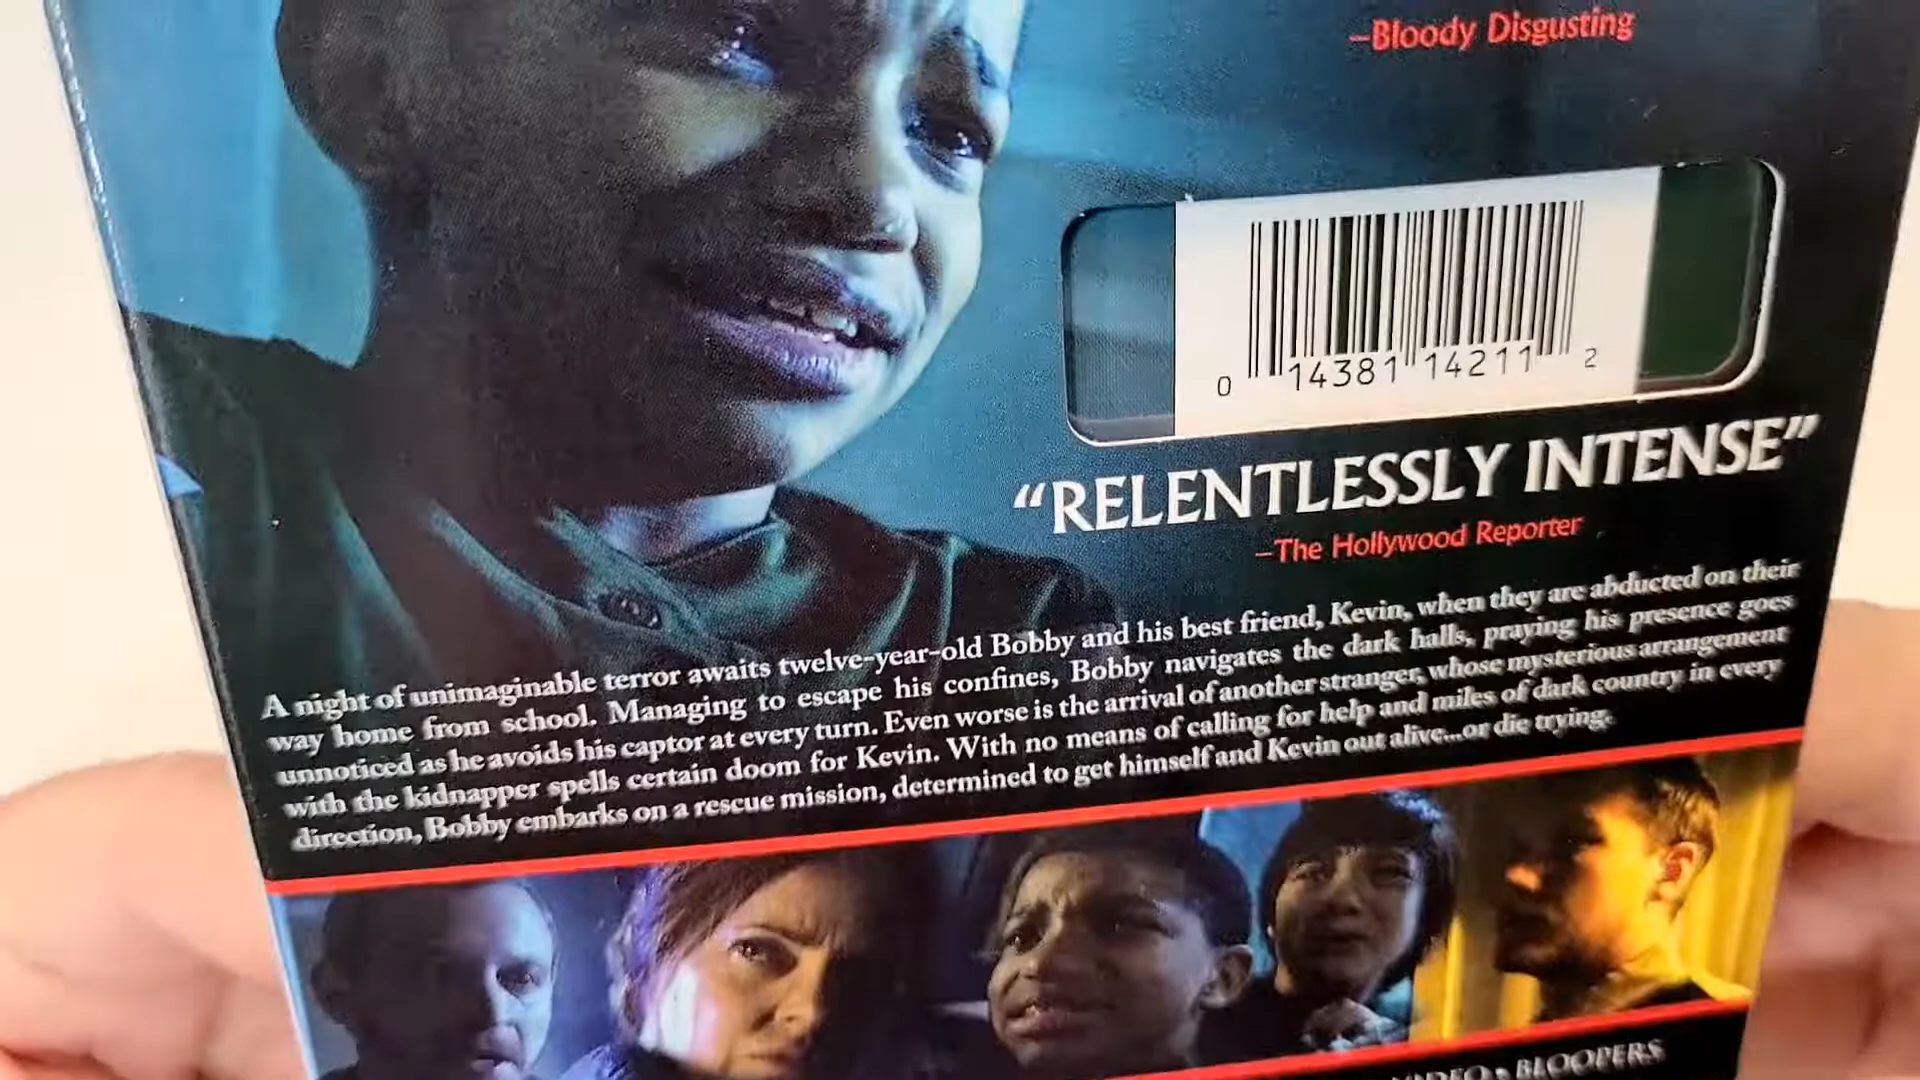 –Bloody Disgusting
0 14381 14211 2
“RELENTLESSLY INTENSE”
–The Hollywood Reporter
A night of unimaginable terror awaits twelve-year-old Bobby and his best friend, Kevin, when they are abducted on their
way home from school. Managing to escape his confines, Bobby navigates the dark halls, praying his presence goes
unnoticed as he avoids his captor at every turn. Even worse is the arrival of another stranger, whose mysterious arrangement
with the kidnapper spells certain doom for Kevin. With no means of calling for help and miles of dark country in every
direction, Bobby embarks on a rescue mission, determined to get himself and Kevin out alive...or die trying.
VIDEO • BLOOPERS